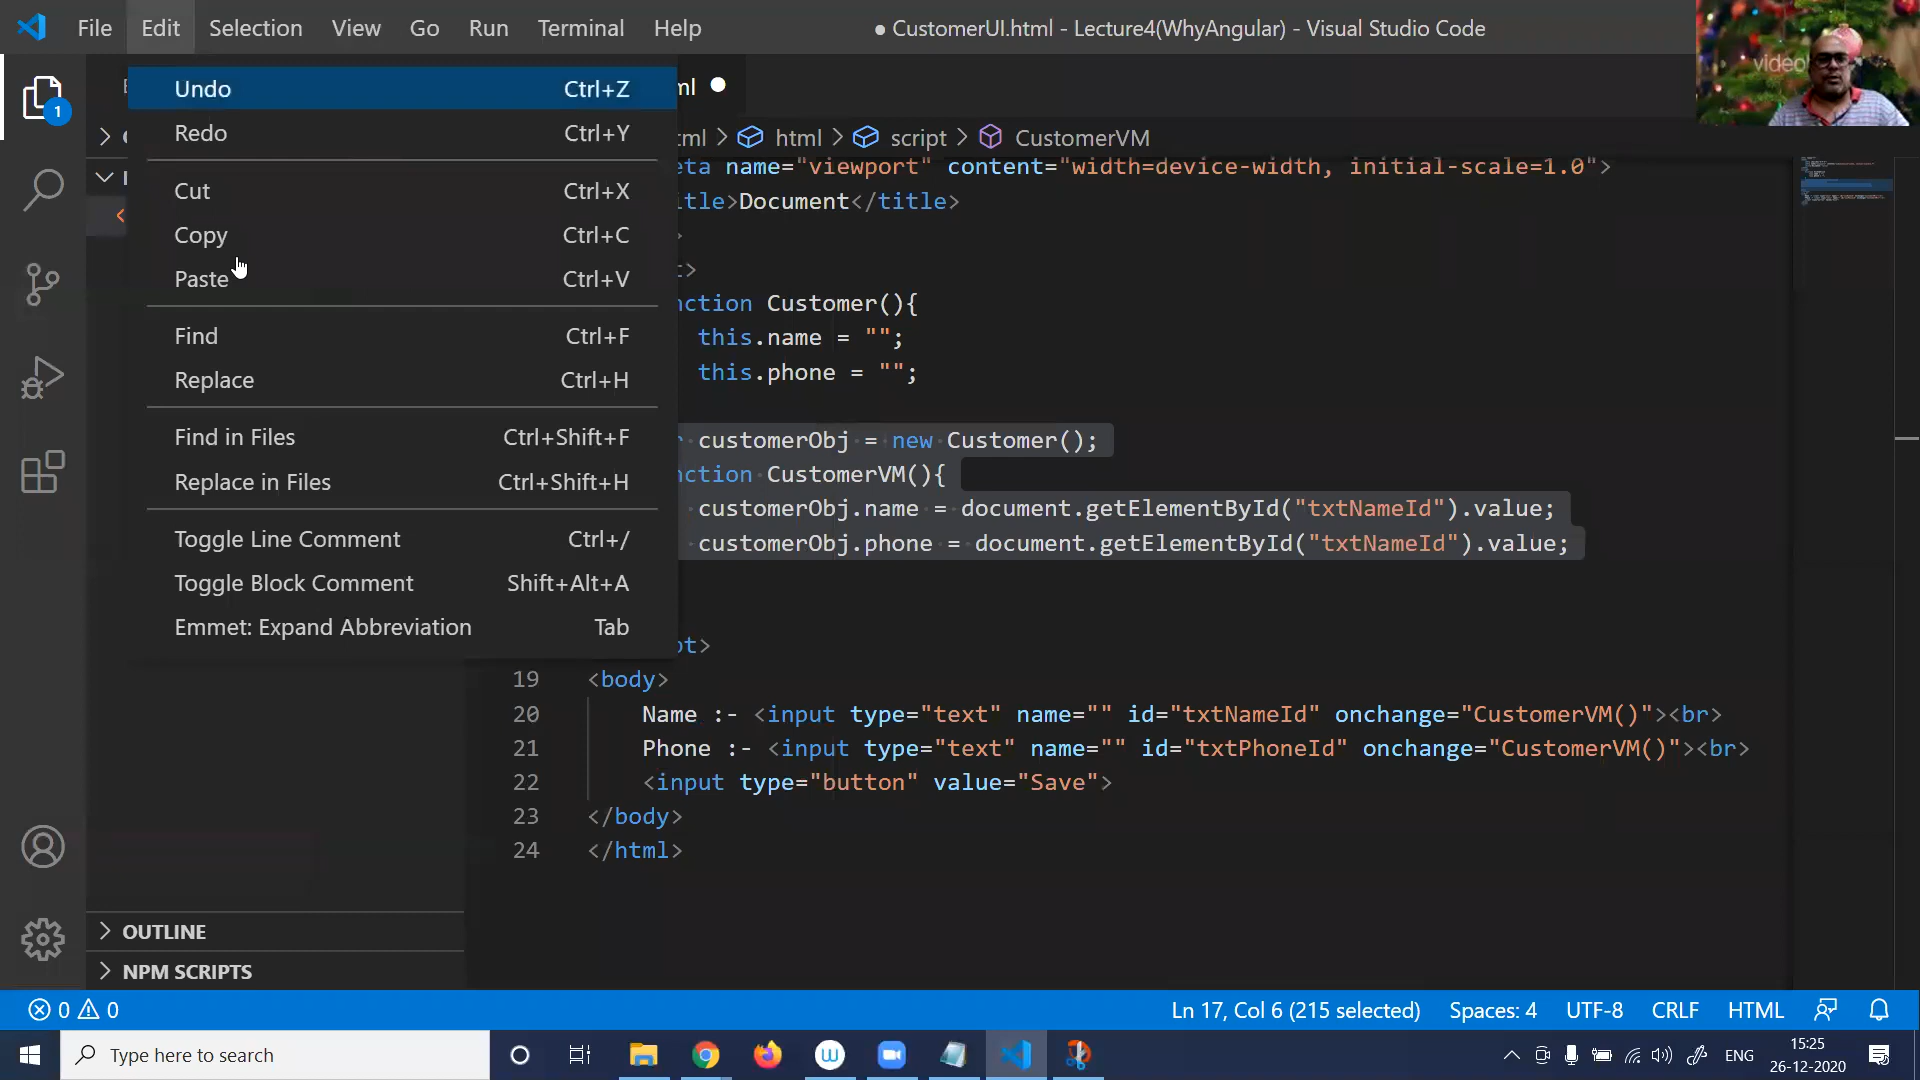 File Edit Selection View Go Run Terminal Help
● CustomerUI.html - Lecture4(WhyAngular) - Visual Studio Code
video
1
Undo Ctrl+Z
Redo Ctrl+Y
Cut Ctrl+X
Copy Ctrl+C
Paste Ctrl+V
Find Ctrl+F
Replace Ctrl+H
Find in Files Ctrl+Shift+F
Replace in Files Ctrl+Shift+H
Toggle Line Comment Ctrl+/
Toggle Block Comment Shift+Alt+A
Emmet: Expand Abbreviation Tab
ml ●
ml > html > script > CustomerVM
eta name="viewport" content="width=device-width, initial-scale=1.0">
itle>Document</title>
>
t>
nction Customer(){
this.name = "";
this.phone = "";
r customerObj = new Customer();
nction CustomerVM(){
customerObj.name = document.getElementById("txtNameId").value;
customerObj.phone = document.getElementById("txtNameId").value;
pt>
19 <body>
20 Name :- <input type="text" name="" id="txtNameId" onchange="CustomerVM()"><br>
21 Phone :- <input type="text" name="" id="txtPhoneId" onchange="CustomerVM()"><br>
22 <input type="button" value="Save">
23 </body>
24 </html>
OUTLINE
NPM SCRIPTS
0 0
Ln 17, Col 6 (215 selected) Spaces: 4 UTF-8 CRLF HTML
Type here to search
ENG
15:25
26-12-2020